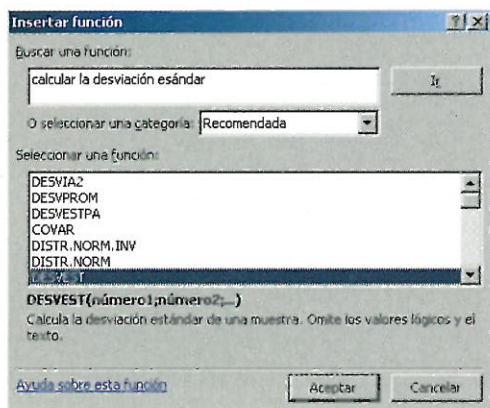 Insertar función
Buscar una función:
calcular la desviación esándar
Ir
O seleccionar una categoría: Recomendada
Seleccionar una función:
DESVIA2
DESVPROM
DESVESTPA
COVAR
DISTR.NORM.INV
DISTR.NORM
DESVEST
DESVEST(número1;número2;...)
Calcula la desviación estándar de una muestra. Omite los valores lógicos y el
texto.
Ayuda sobre esta función
Aceptar
Cancelar